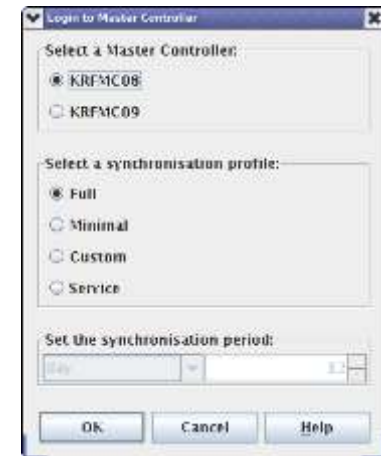 Login to Master Controller
Select a Master Controller:
KRFMC08
KRFMC09
Select a synchronisation profile:
Full
Minimal
Custom
Service
Set the synchronisation period:
Day
12
OK
Cancel
Help